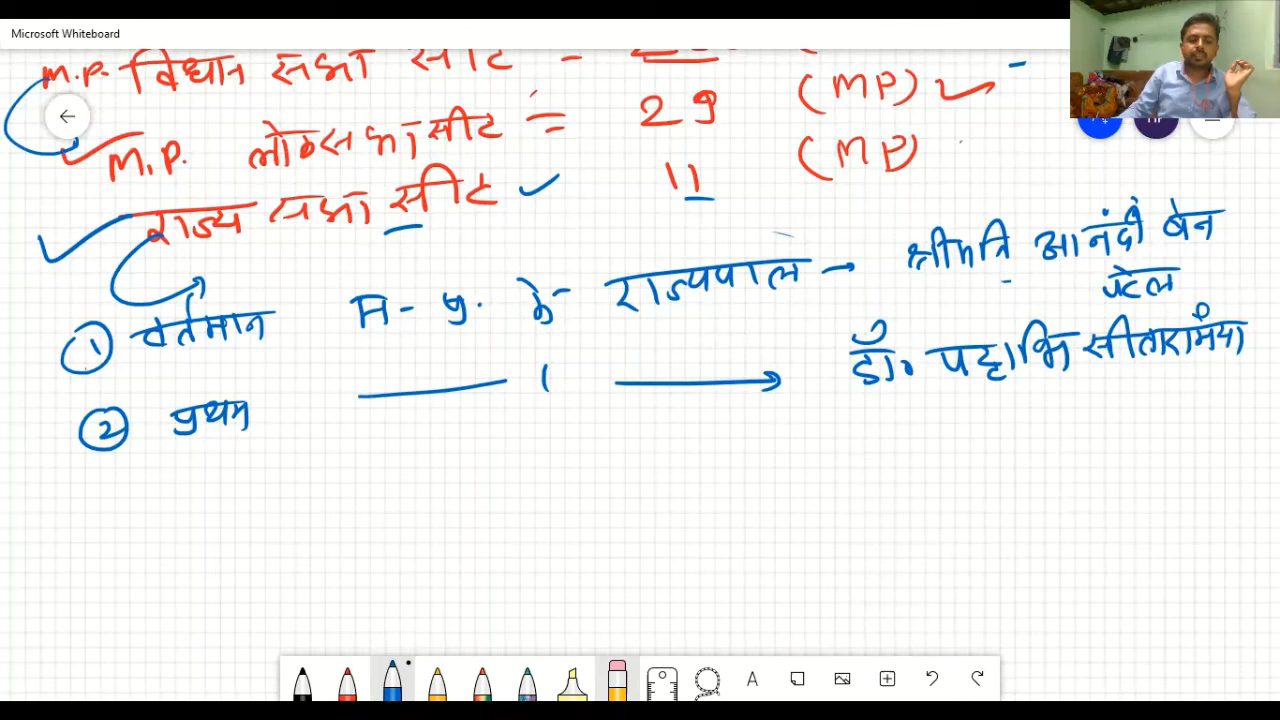 Microsoft Whiteboard
M.P. विधान सभा सीट =
M.P. लोकसभा सीट = 29 (MP)
राज्य सभा सीट 11 (MP)
① वर्तमान म.प्र. के राज्यपाल → श्रीमति आनंदी बेन पटेल
② प्रथम — 〃 → डॉ. पट्टाभि सीतारामैया